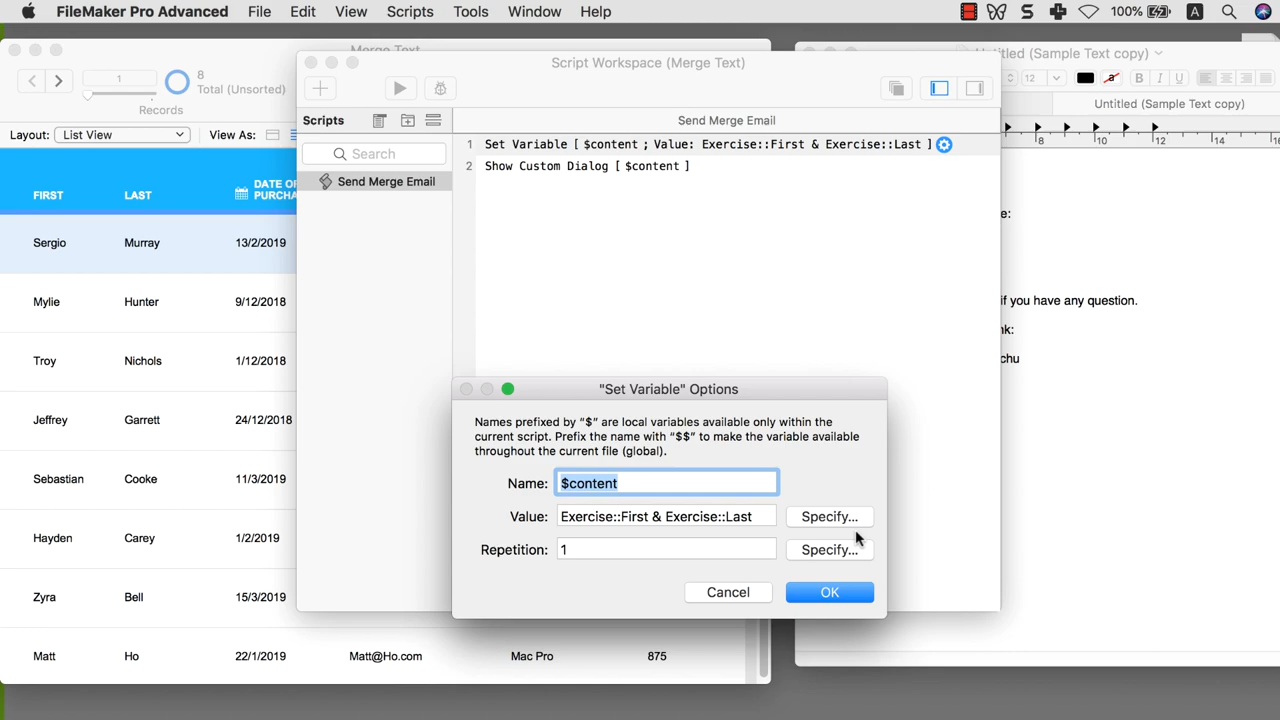 FileMaker Pro Advanced File Edit View Scripts Tools Window Help 100% A
Merge Text
1
8
Total (Unsorted)
Records
Layout: List View View As:
FIRST LAST DATE OF
PURCHA
Sergio Murray 13/2/2019
Mylie Hunter 9/12/2018
Troy Nichols 1/12/2018
Jeffrey Garrett 24/12/2018
Sebastian Cooke 11/3/2019
Hayden Carey 1/2/2019
Zyra Bell 15/3/2019
Matt Ho 22/1/2019 Matt@Ho.com Mac Pro 875
Script Workspace (Merge Text)
Scripts
Search
Send Merge Email
Send Merge Email
1 Set Variable [ $content ; Value: Exercise::First & Exercise::Last ]
2 Show Custom Dialog [ $content ]
"Set Variable" Options
Names prefixed by “$” are local variables available only within the
current script. Prefix the name with “$$” to make the variable available
throughout the current file (global).
Name: $content
Value: Exercise::First & Exercise::Last Specify...
Repetition: 1 Specify...
Cancel OK
titled (Sample Text copy)
12 a B I U
Untitled (Sample Text copy)
8 10 12 14
e:
if you have any question.
nk:
chu